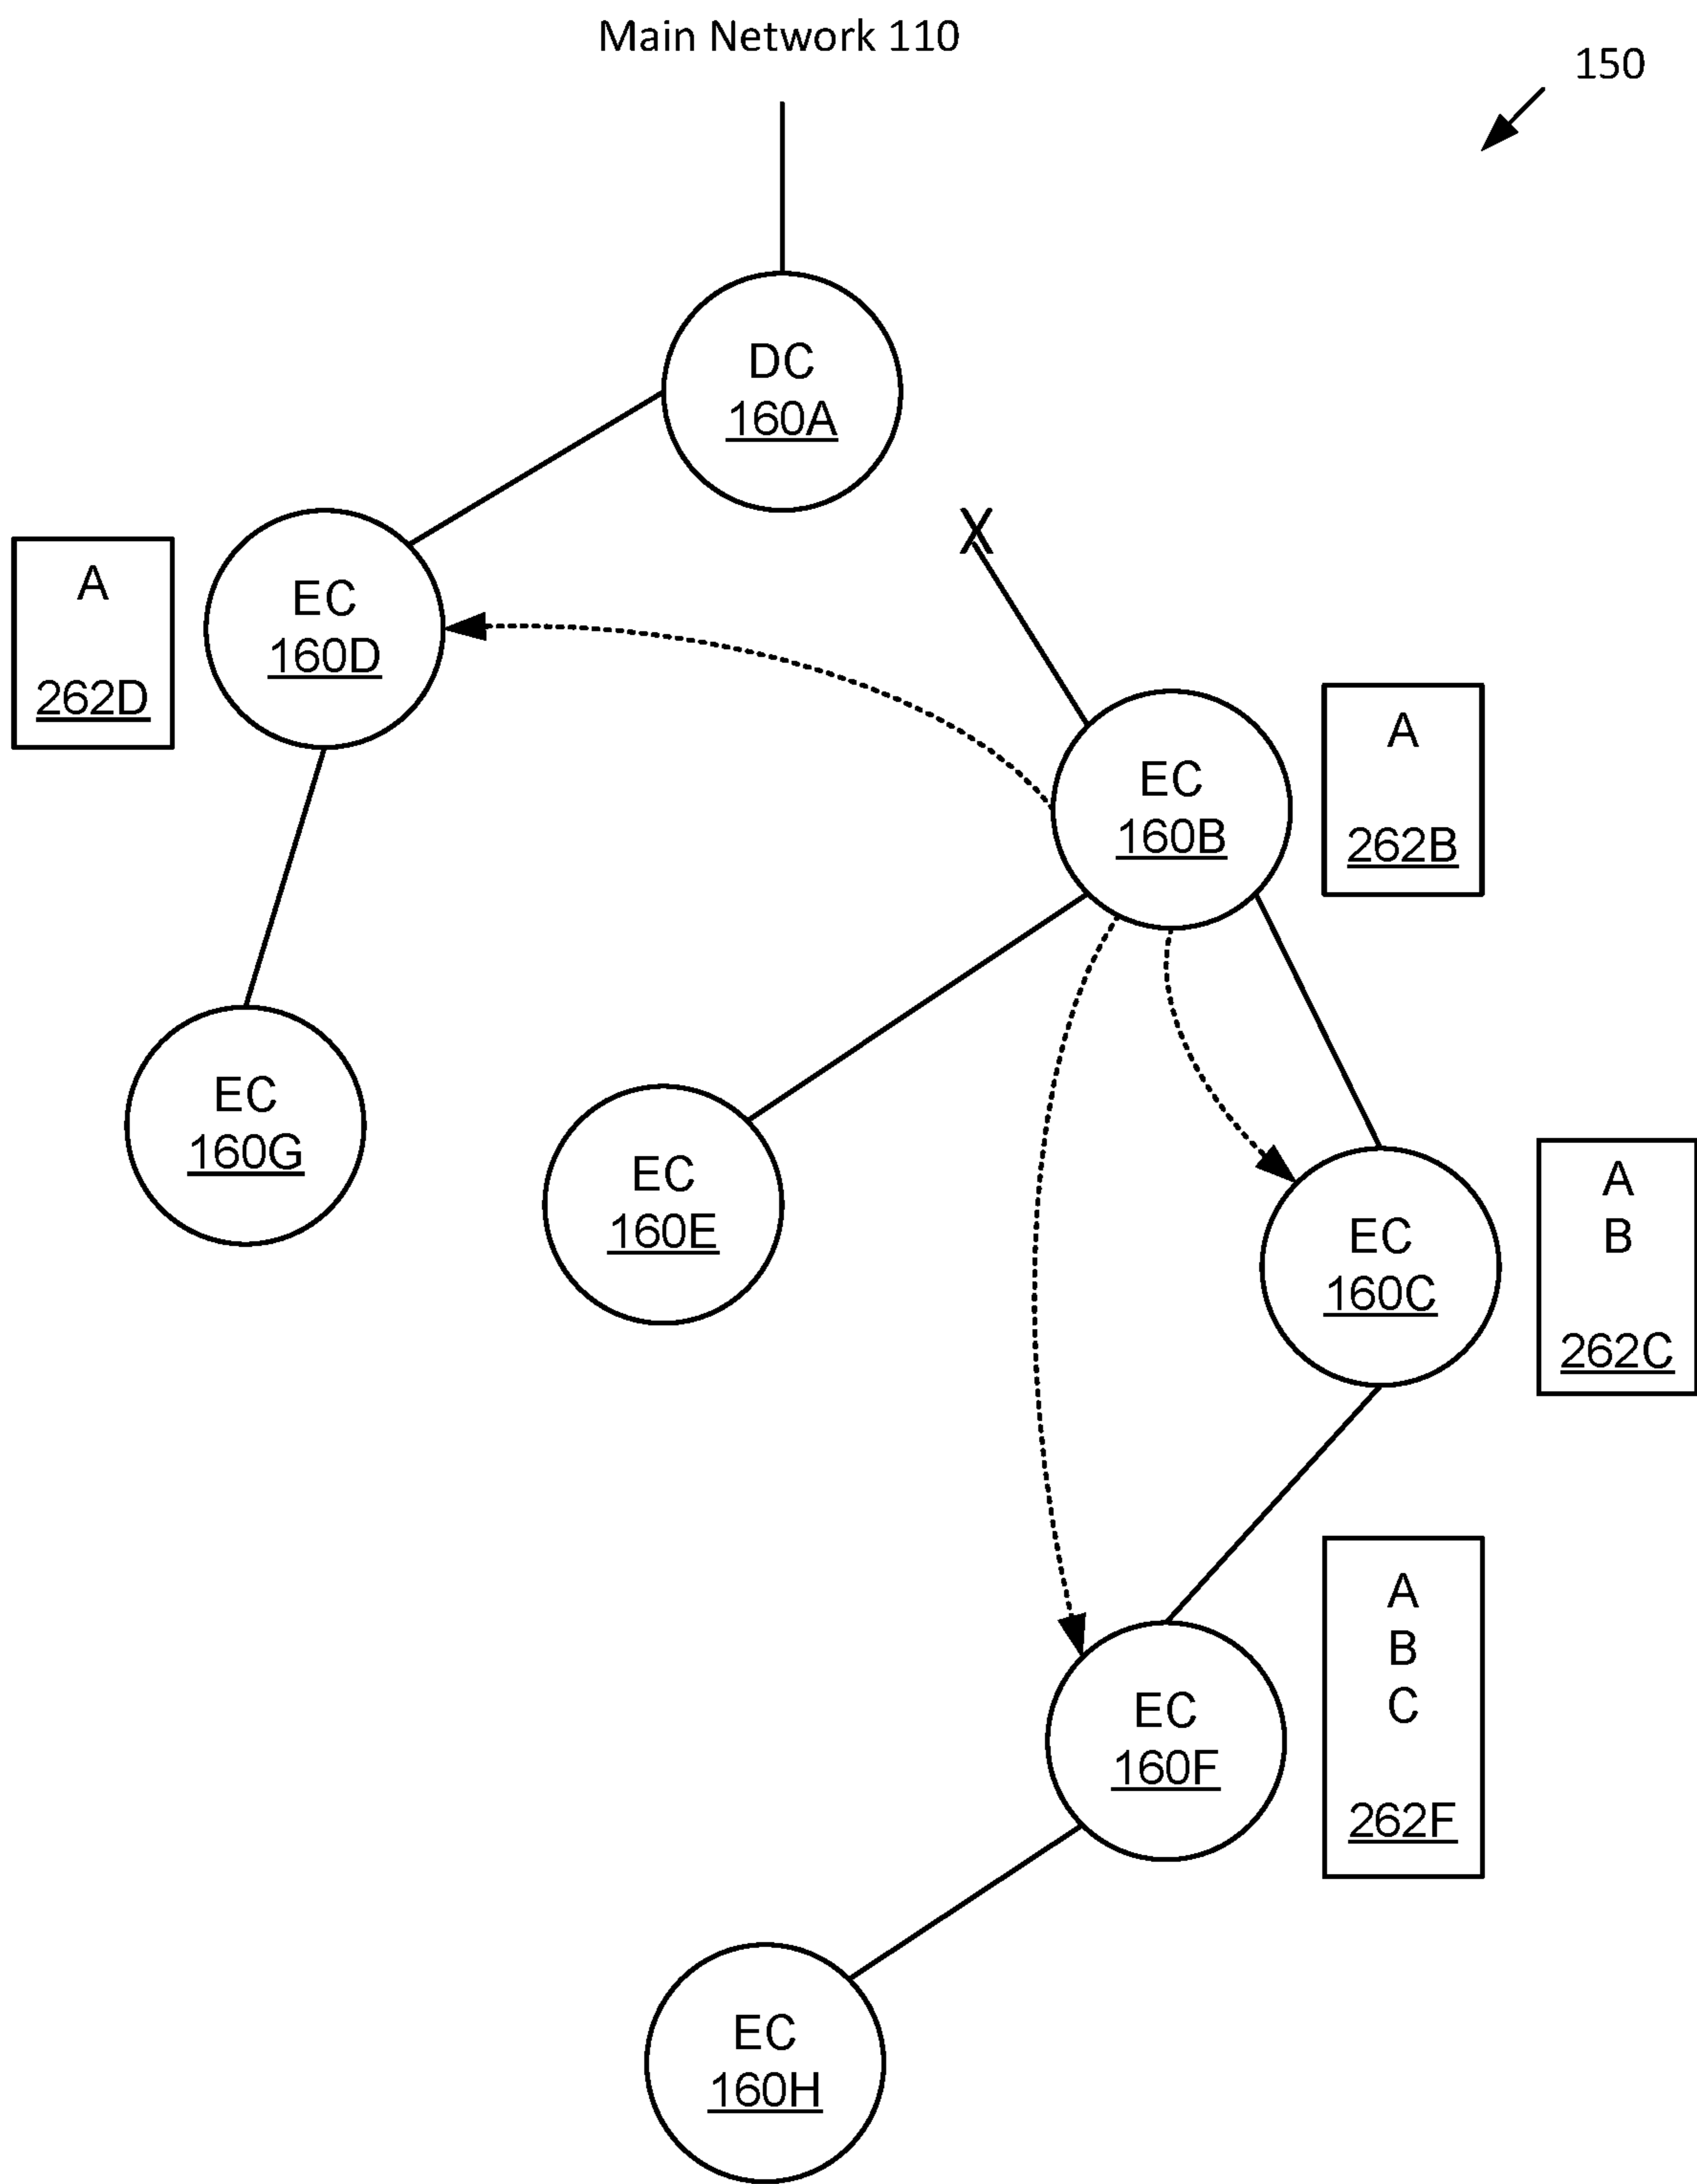 Main Network 110
150
DC
160A
X
A
262D
EC
160D
A
262B
EC
160B
EC
160G
EC
160E
A
B
262C
EC
160C
A
B
C
262F
EC
160F
EC
160H